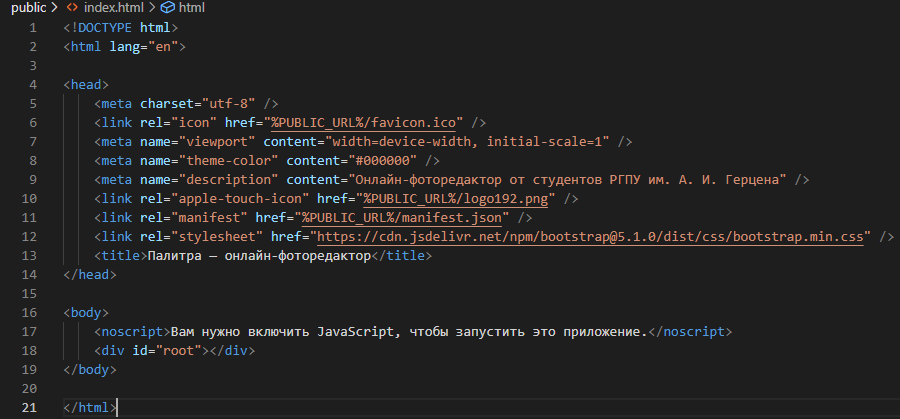 public > index.html > html
1 <!DOCTYPE html>
2 <html lang="en">
3
4 <head>
5 <meta charset="utf-8" />
6 <link rel="icon" href="%PUBLIC_URL%/favicon.ico" />
7 <meta name="viewport" content="width=device-width, initial-scale=1" />
8 <meta name="theme-color" content="#000000" />
9 <meta name="description" content="Онлайн-фоторедактор от студентов РГПУ им. А. И. Герцена" />
10 <link rel="apple-touch-icon" href="%PUBLIC_URL%/logo192.png" />
11 <link rel="manifest" href="%PUBLIC_URL%/manifest.json" />
12 <link rel="stylesheet" href="https://cdn.jsdelivr.net/npm/bootstrap@5.1.0/dist/css/bootstrap.min.css" />
13 <title>Палитра — онлайн-фоторедактор</title>
14 </head>
15
16 <body>
17 <noscript>Вам нужно включить JavaScript, чтобы запустить это приложение.</noscript>
18 <div id="root"></div>
19 </body>
20
21 </html>